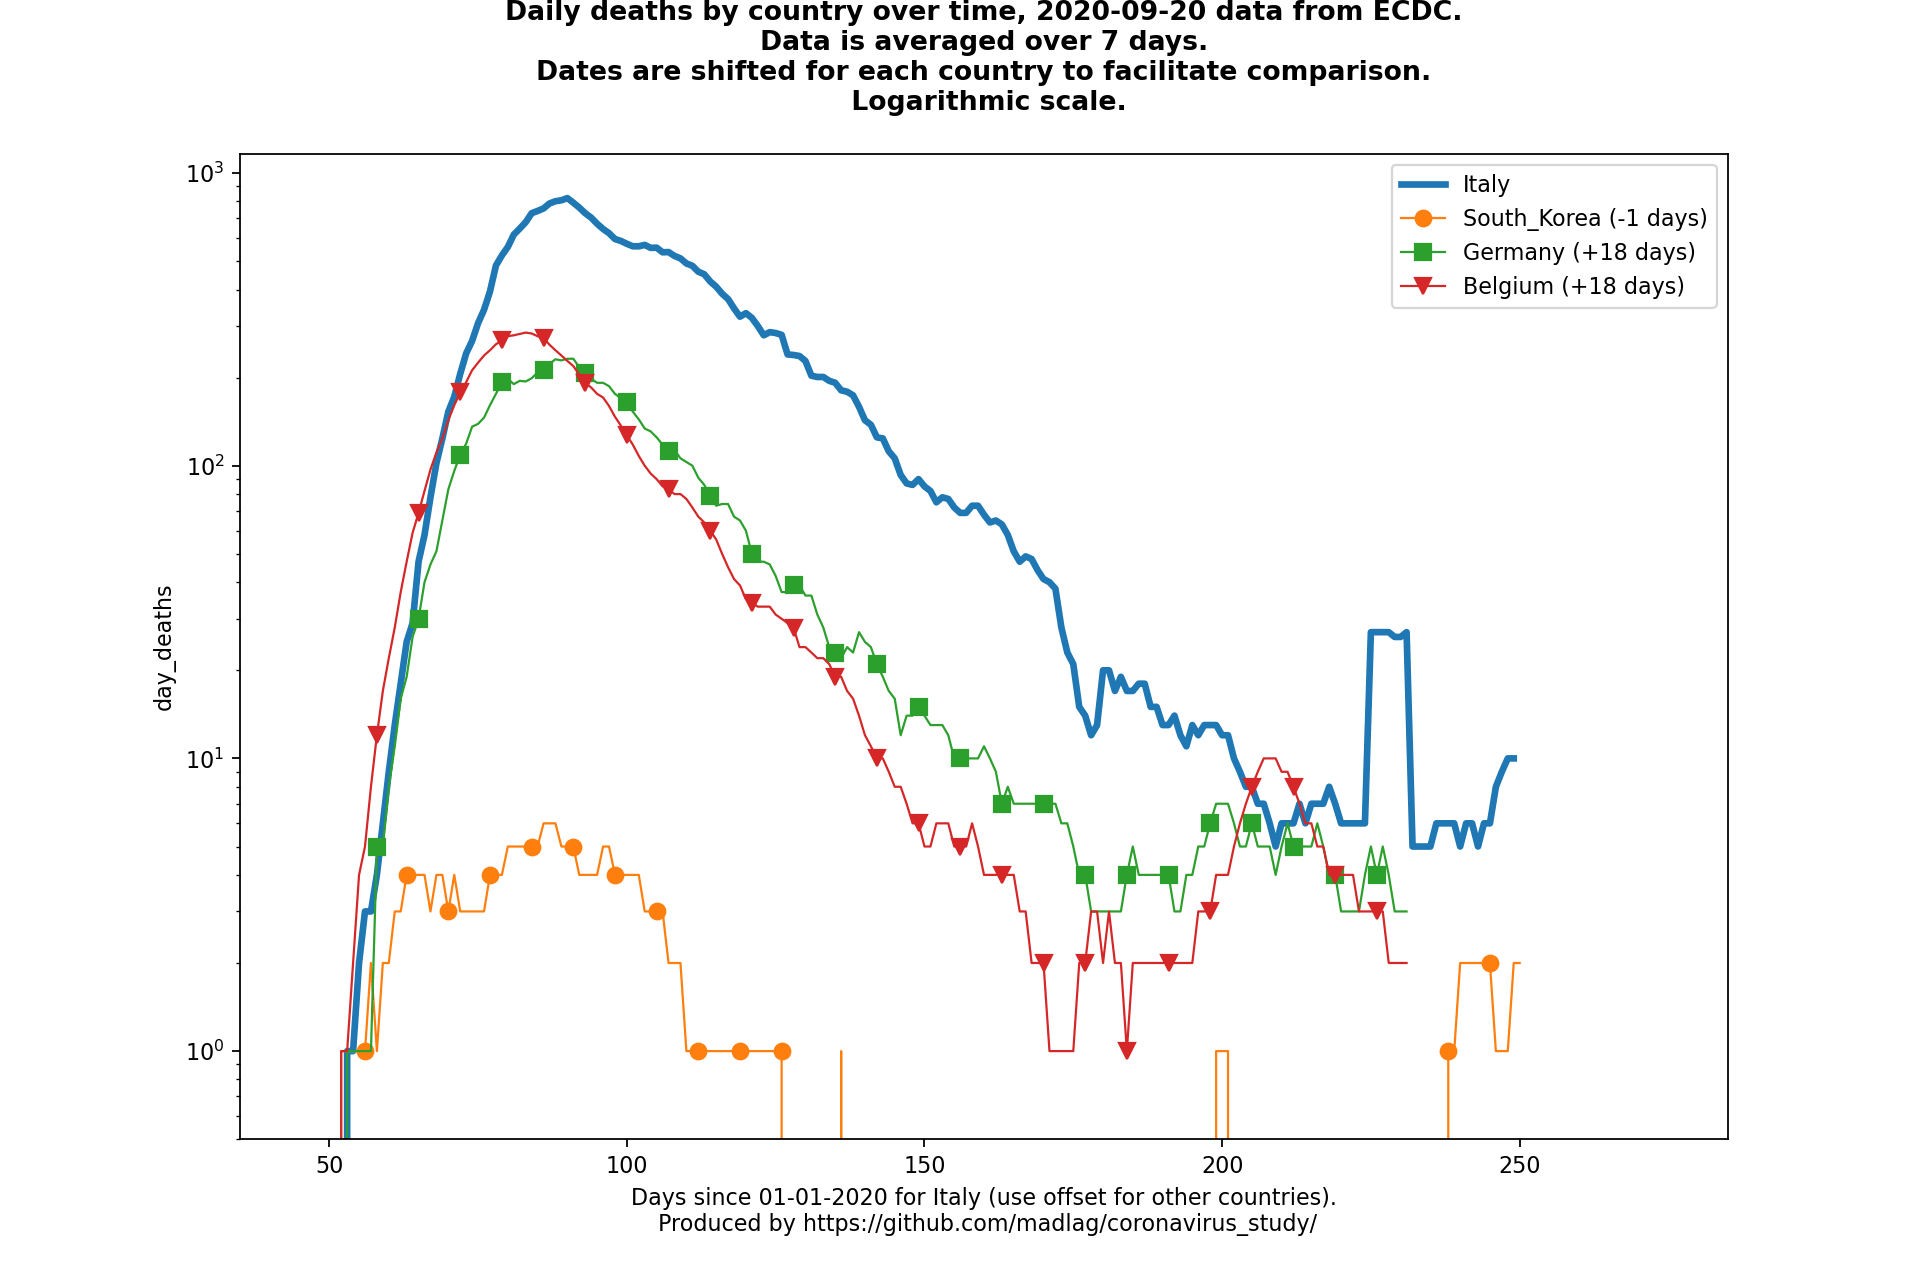 Daily deaths by country over time, 2020-09-20 data from ECDC.
Data is averaged over 7 days.
Dates are shifted for each country to facilitate comparison.
Logarithmic scale.
10³
10²
10¹
10⁰
day_deaths
Italy
South_Korea (-1 days)
Germany (+18 days)
Belgium (+18 days)
50 100 150 200 250
Days since 01-01-2020 for Italy (use offset for other countries).
Produced by https://github.com/madlag/coronavirus_study/